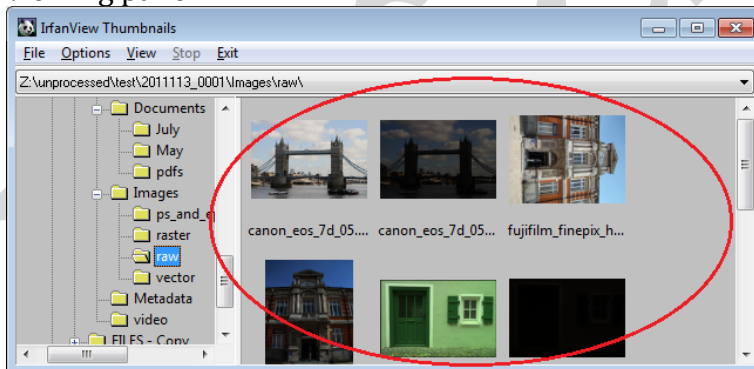 IrfanView Thumbnails
File Options View Stop Exit
Z:\unprocessed\test\2011113_0001\Images\raw\
Documents
July
May
pdfs
Images
ps_and_e
raster
raw
vector
Metadata
video
FILES - Copy
canon_eos_7d_05.... canon_eos_7d_05... fujifilm_finepix_h...